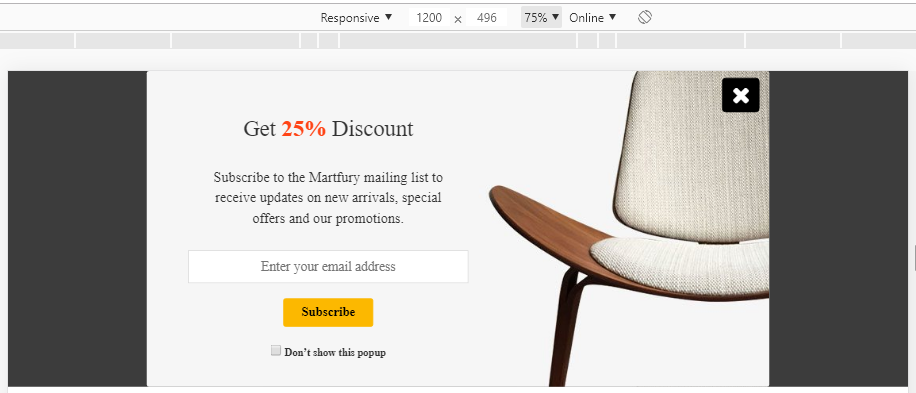 Responsive ▼ 1200 × 496 75% ▼ Online ▼
Get 25% Discount
Subscribe to the Martfury mailing list to
receive updates on new arrivals, special
offers and our promotions.
Enter your email address
Subscribe
Don’t show this popup